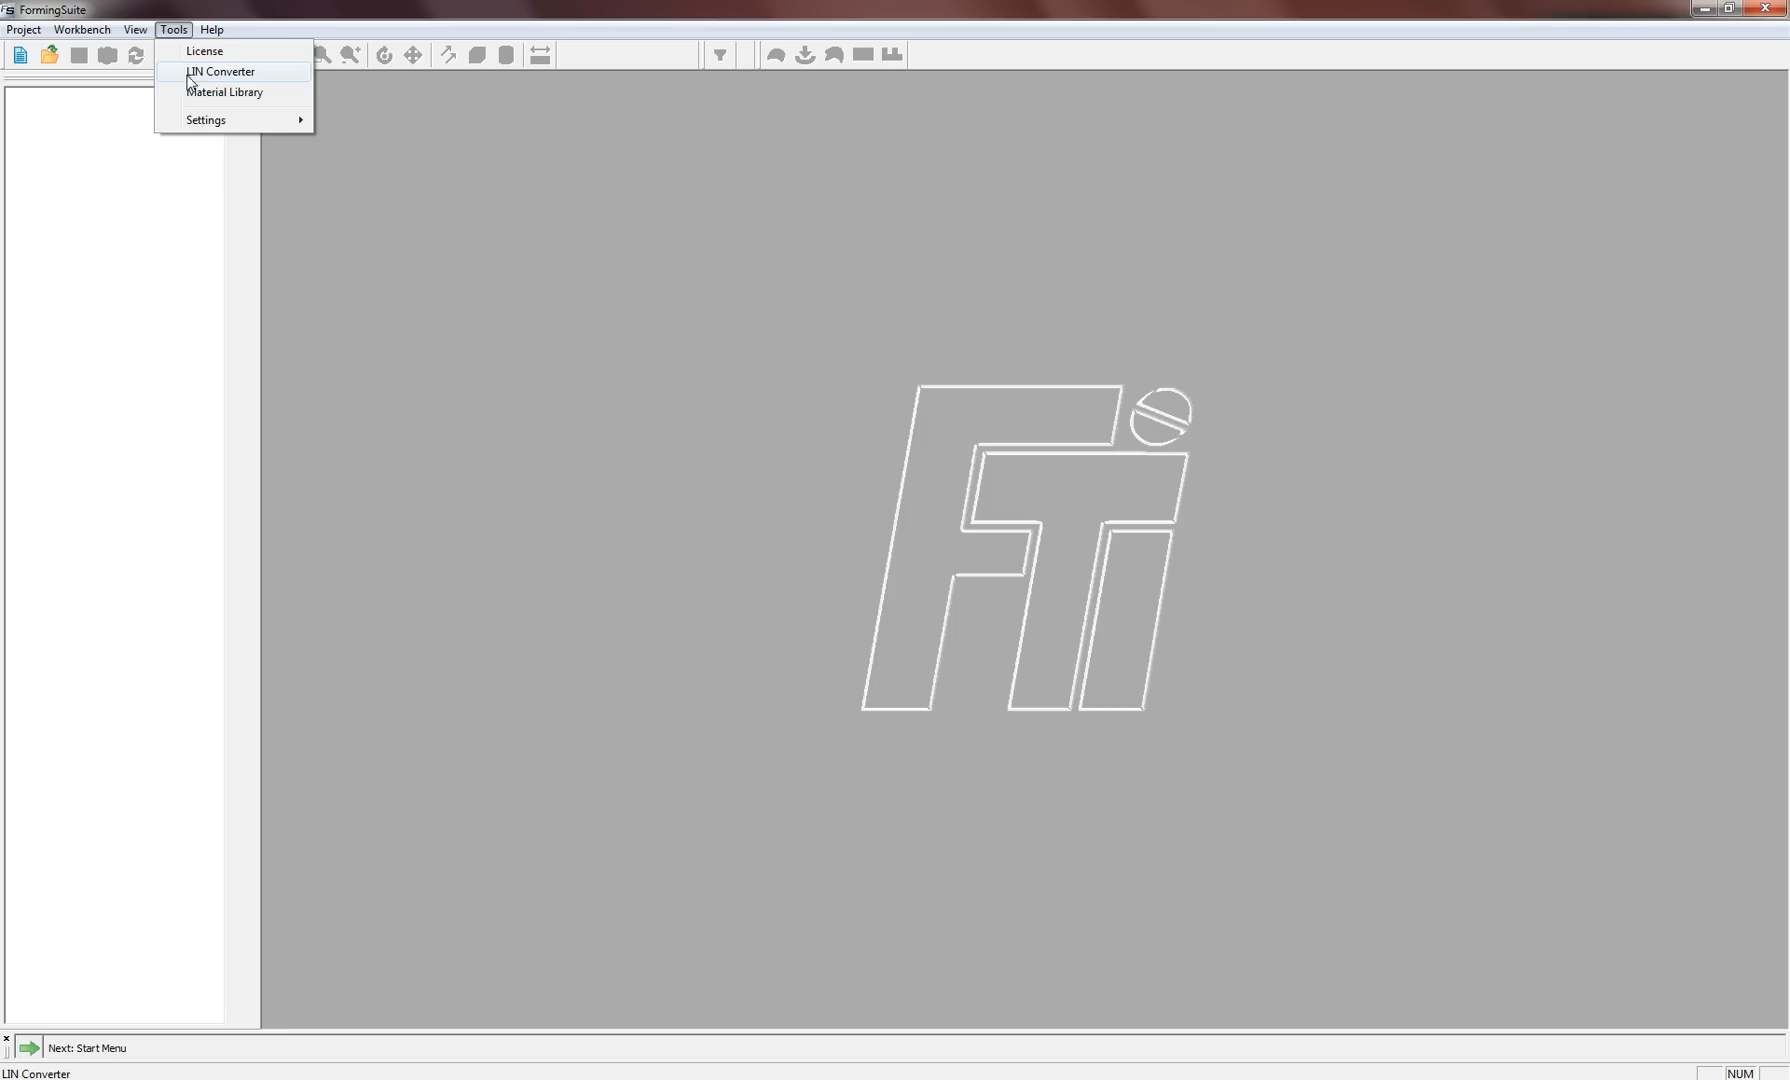 FS FormingSuite
Project Workbench View Tools Help
License
LIN Converter
Material Library
Settings
FTi
Next: Start Menu
LIN Converter NUM